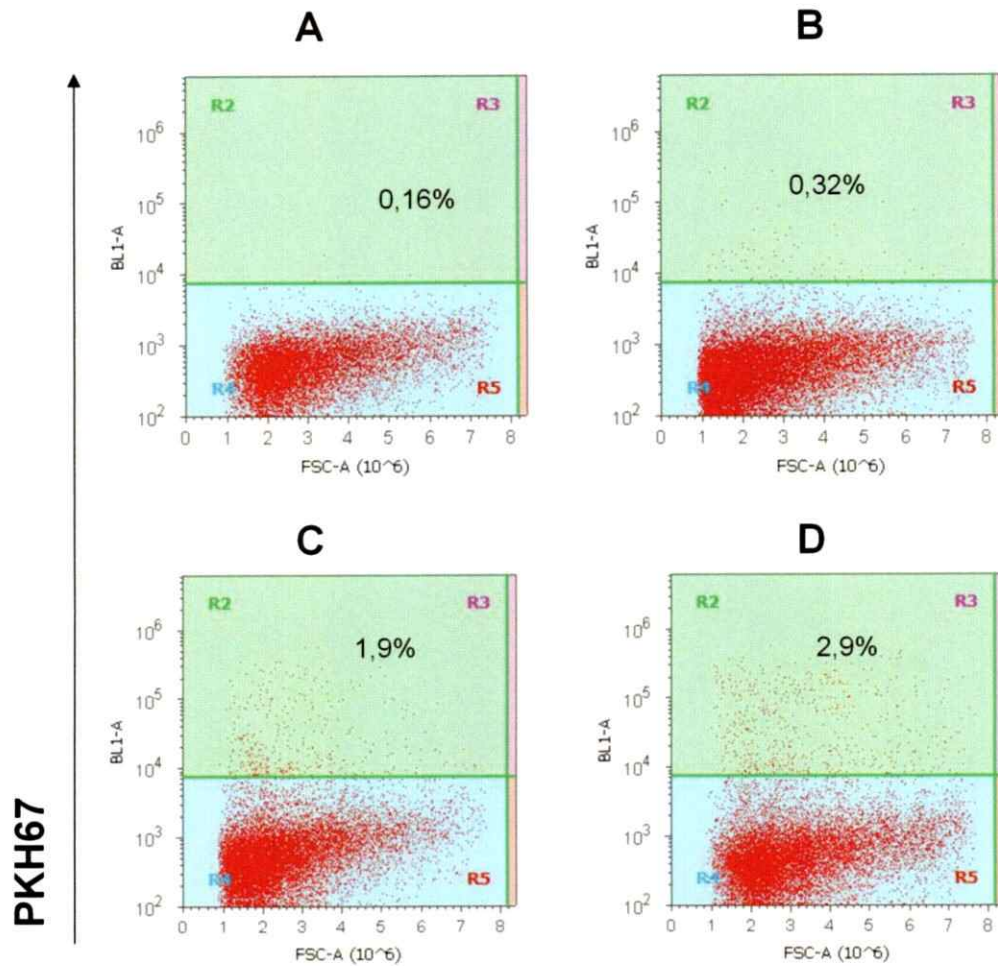 A
R2 R3
0,16%
BL1-A
10^6
10^5
10^4
10^3
10^2
R4 R5
0 1 2 3 4 5 6 7 8
FSC-A (10^6)
B
R2 R3
0,32%
BL1-A
10^6
10^5
10^4
10^3
10^2
R4 R5
0 1 2 3 4 5 6 7 8
FSC-A (10^6)
C
R2 R3
1,9%
BL1-A
10^6
10^5
10^4
10^3
10^2
R4 R5
0 1 2 3 4 5 6 7 8
FSC-A (10^6)
D
R2 R3
2,9%
BL1-A
10^6
10^5
10^4
10^3
10^2
R4 R5
0 1 2 3 4 5 6 7 8
FSC-A (10^6)
PKH67